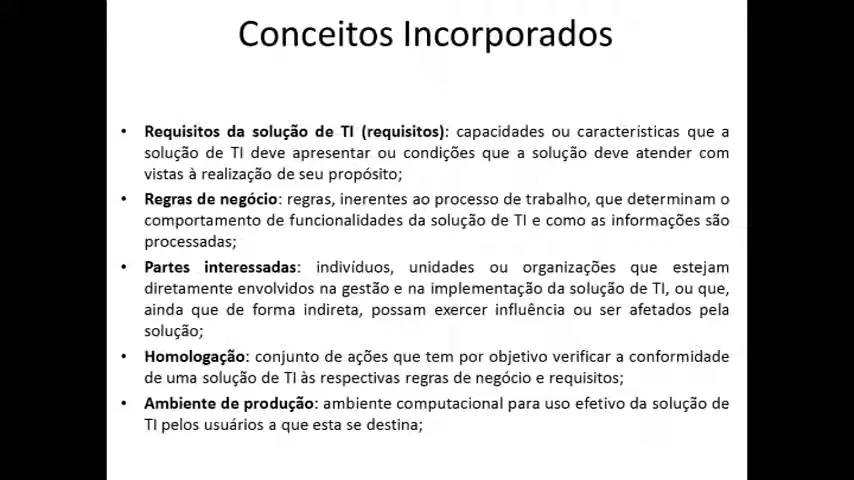 Conceitos Incorporados
• Requisitos da solução de TI (requisitos): capacidades ou características que a
solução de TI deve apresentar ou condições que a solução deve atender com
vistas à realização de seu propósito;
• Regras de negócio: regras, inerentes ao processo de trabalho, que determinam o
comportamento de funcionalidades da solução de TI e como as informações são
processadas;
• Partes interessadas: indivíduos, unidades ou organizações que estejam
diretamente envolvidos na gestão e na implementação da solução de TI, ou que,
ainda que de forma indireta, possam exercer influência ou ser afetados pela
solução;
• Homologação: conjunto de ações que tem por objetivo verificar a conformidade
de uma solução de TI às respectivas regras de negócio e requisitos;
• Ambiente de produção: ambiente computacional para uso efetivo da solução de
TI pelos usuários a que esta se destina;